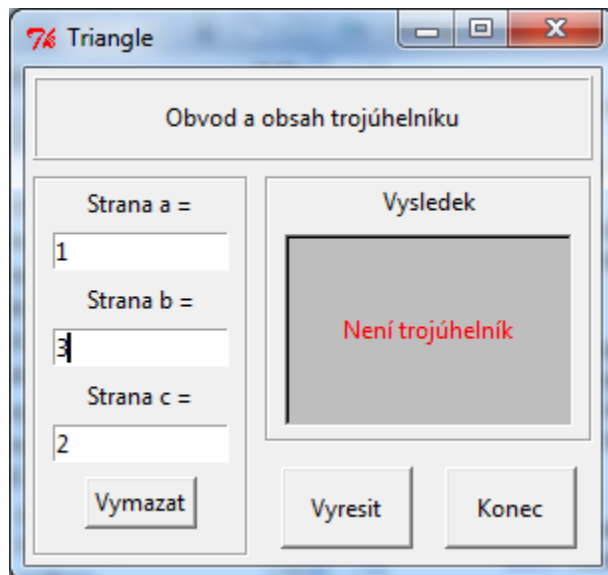 Triangle
Obvod a obsah trojúhelníku
Strana a =
1
Strana b =
3
Strana c =
2
Vymazat
Vysledek
Není trojúhelník
Vyresit
Konec